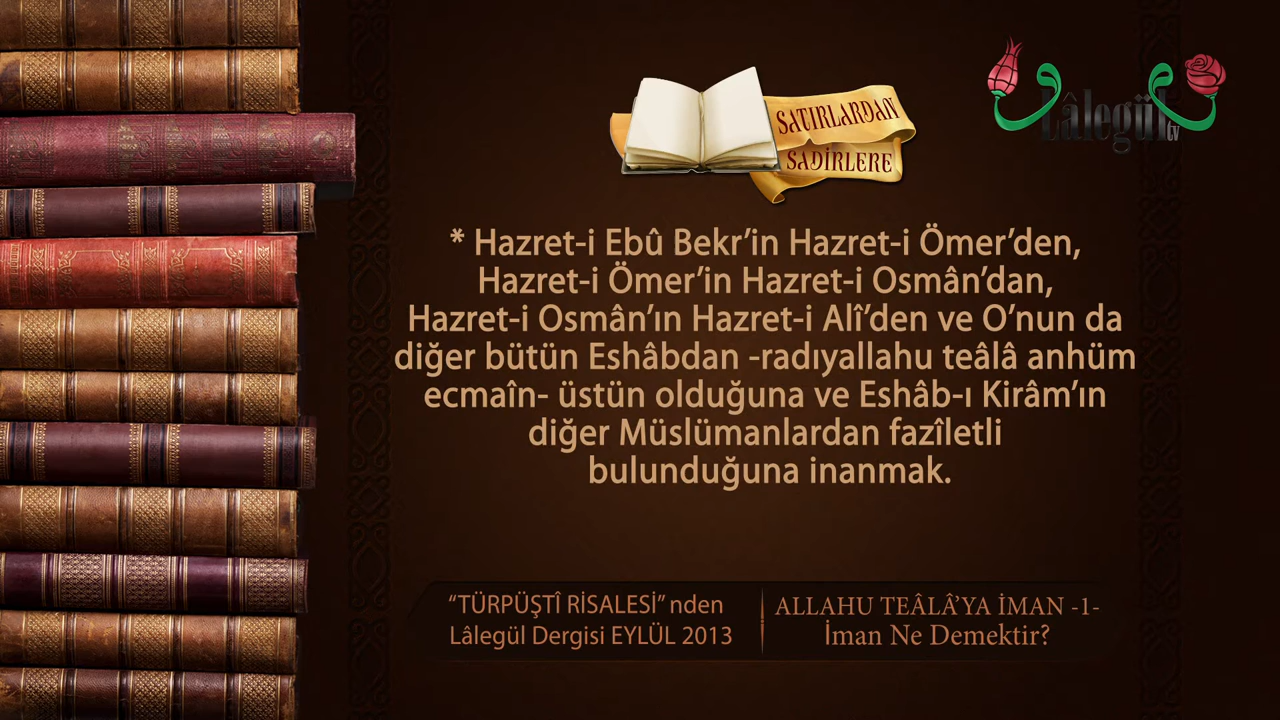 SATIRLARDAN
SADİRLERE
Lâlegül tv
* Hazret-i Ebû Bekr’in Hazret-i Ömer’den,
Hazret-i Ömer’in Hazret-i Osmân’dan,
Hazret-i Osmân’ın Hazret-i Alî’den ve O’nun da
diğer bütün Eshâbdan -radıyallahu teâlâ anhüm
ecmaîn- üstün olduğuna ve Eshâb-ı Kirâm’ın
diğer Müslümanlardan fazîletli
bulunduğuna inanmak.
“TÜRPÜŞTÎ RİSALESİ” nden
Lâlegül Dergisi EYLÜL 2013
ALLAHU TEÂLÂ’YA İMAN -1-
İman Ne Demektir?